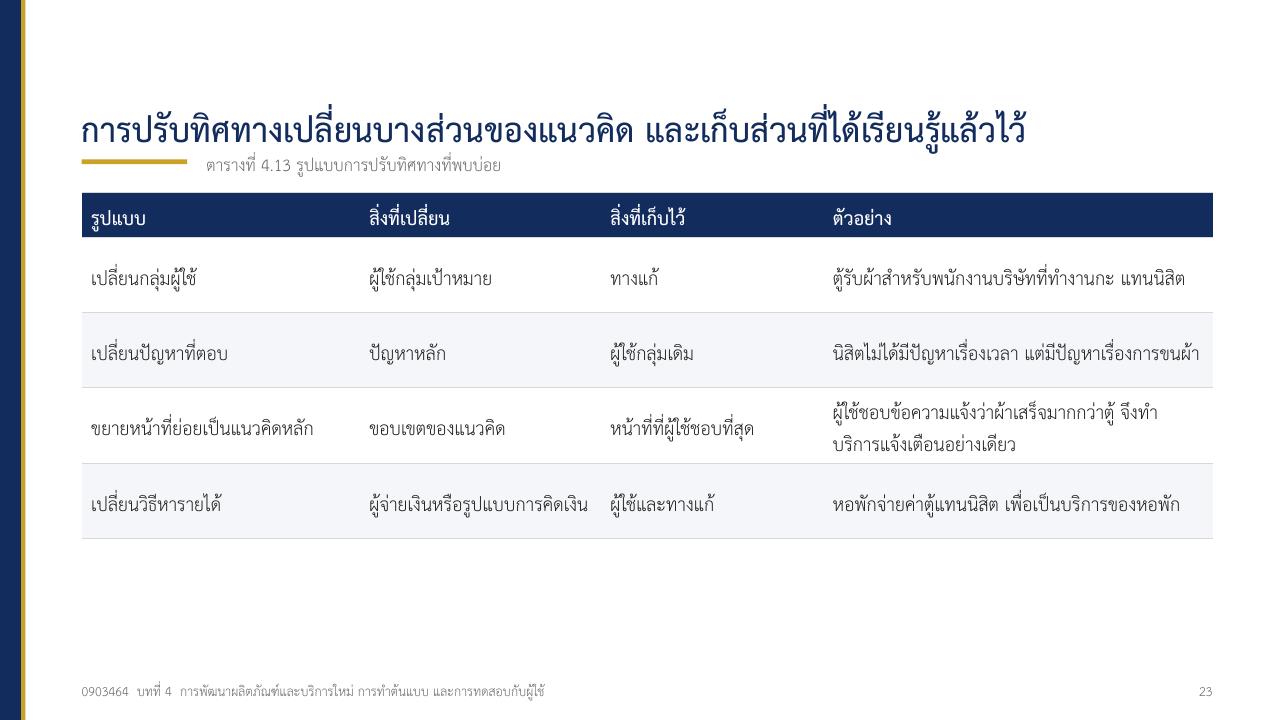 การปรับทิศทางเปลี่ยนบางส่วนของแนวคิด และเก็บส่วนที่ได้เรียนรู้แล้วไว้
ตารางที่ 4.13 รูปแบบการปรับทิศทางที่พบบ่อย
รูปแบบ สิ่งที่เปลี่ยน สิ่งที่เก็บไว้ ตัวอย่าง
เปลี่ยนกลุ่มผู้ใช้ ผู้ใช้กลุ่มเป้าหมาย ทางแก้ ตู้รับผ้าสำหรับพนักงานบริษัทที่ทำงานกะ แทนนิสิต
เปลี่ยนปัญหาที่ตอบ ปัญหาหลัก ผู้ใช้กลุ่มเดิม นิสิตไม่ได้มีปัญหาเรื่องเวลา แต่มีปัญหาเรื่องการขนผ้า
ขยายหน้าที่ย่อยเป็นแนวคิดหลัก ขอบเขตของแนวคิด หน้าที่ที่ผู้ใช้ชอบที่สุด ผู้ใช้ชอบข้อความแจ้งว่าผ้าเสร็จมากกว่าตู้ จึงทำ
บริการแจ้งเตือนอย่างเดียว
เปลี่ยนวิธีหารายได้ ผู้จ่ายเงินหรือรูปแบบการคิดเงิน ผู้ใช้และทางแก้ หอพักจ่ายค่าตู้แทนนิสิต เพื่อเป็นบริการของหอพัก
0903464 บทที่ 4 การพัฒนาผลิตภัณฑ์และบริการใหม่ การทำต้นแบบ และการทดสอบกับผู้ใช้ 23